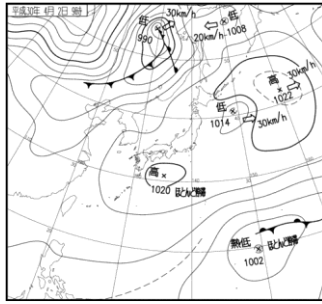 平成30年 4月 2日 9時
低
30km/h
990
低
1008
20km/h
高
30km/h
1022
低
1014
30km/h
高
1020
ほとんど停滞
熱低
ほとんど停滞
1002